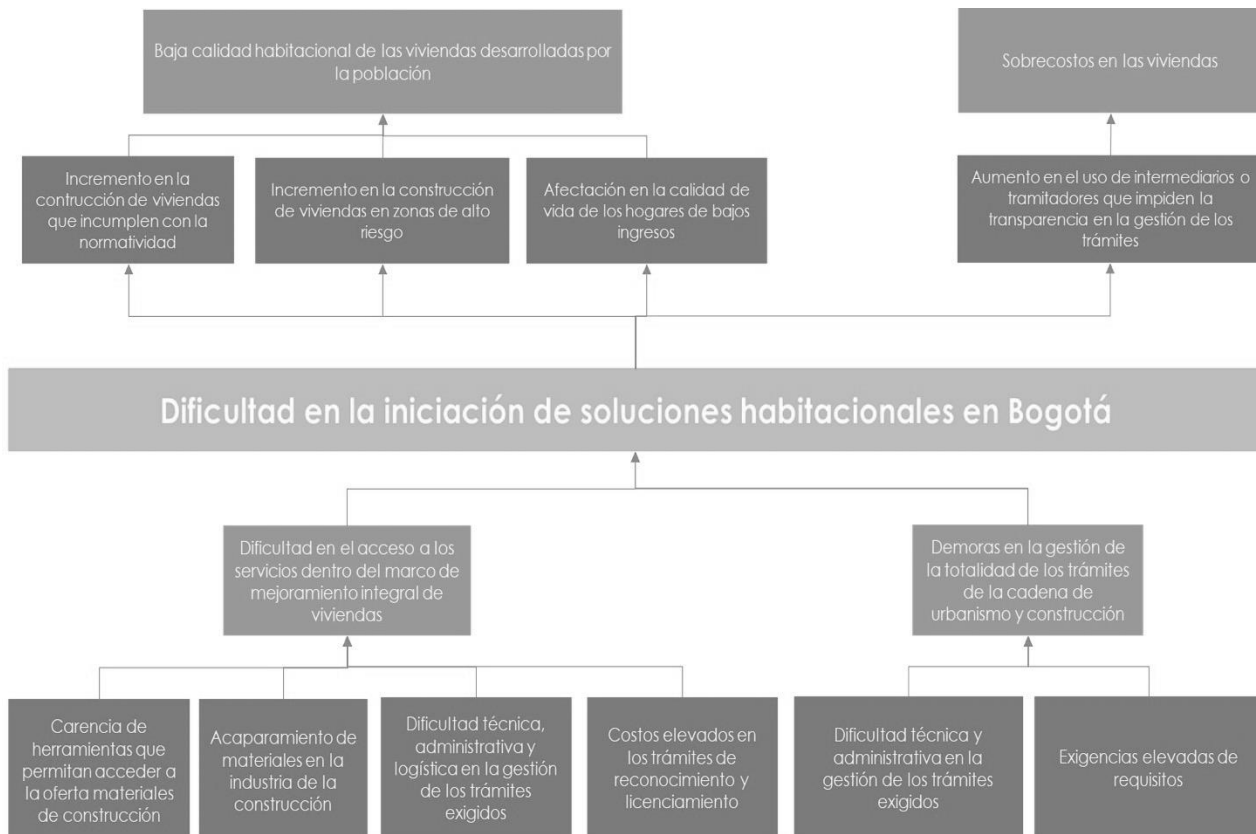 Baja calidad habitacional de las viviendas desarrolladas por
la población
Sobrecostos en las viviendas
Incremento en la
contrucción de viviendas
que incumplen con la
normatividad
Incremento en la construcción
de viviendas en zonas de alto
riesgo
Afectación en la calidad de
vida de los hogares de bajos
ingresos
Aumento en el uso de intermediarios o
tramitadores que impiden la
transparencia en la gestión de los
trámites
Dificultad en la iniciación de soluciones habitacionales en Bogotá
Dificultad en el acceso a los
servicios dentro del marco de
mejoramiento integral de
viviendas
Demoras en la gestión de
la totalidad de los trámites
de la cadena de
urbanismo y construcción
Carencia de
herramientas que
permitan acceder a
la oferta materiales
de construcción
Acaparamiento de
materiales en la
industria de la
construcción
Dificultad técnica,
administrativa y
logística en la gestión
de los trámites
exigidos
Costos elevados en
los trámites de
reconocimiento y
licenciamiento
Dificultad técnica y
administrativa en la
gestión de los trámites
exigidos
Exigencias elevadas de
requisitos